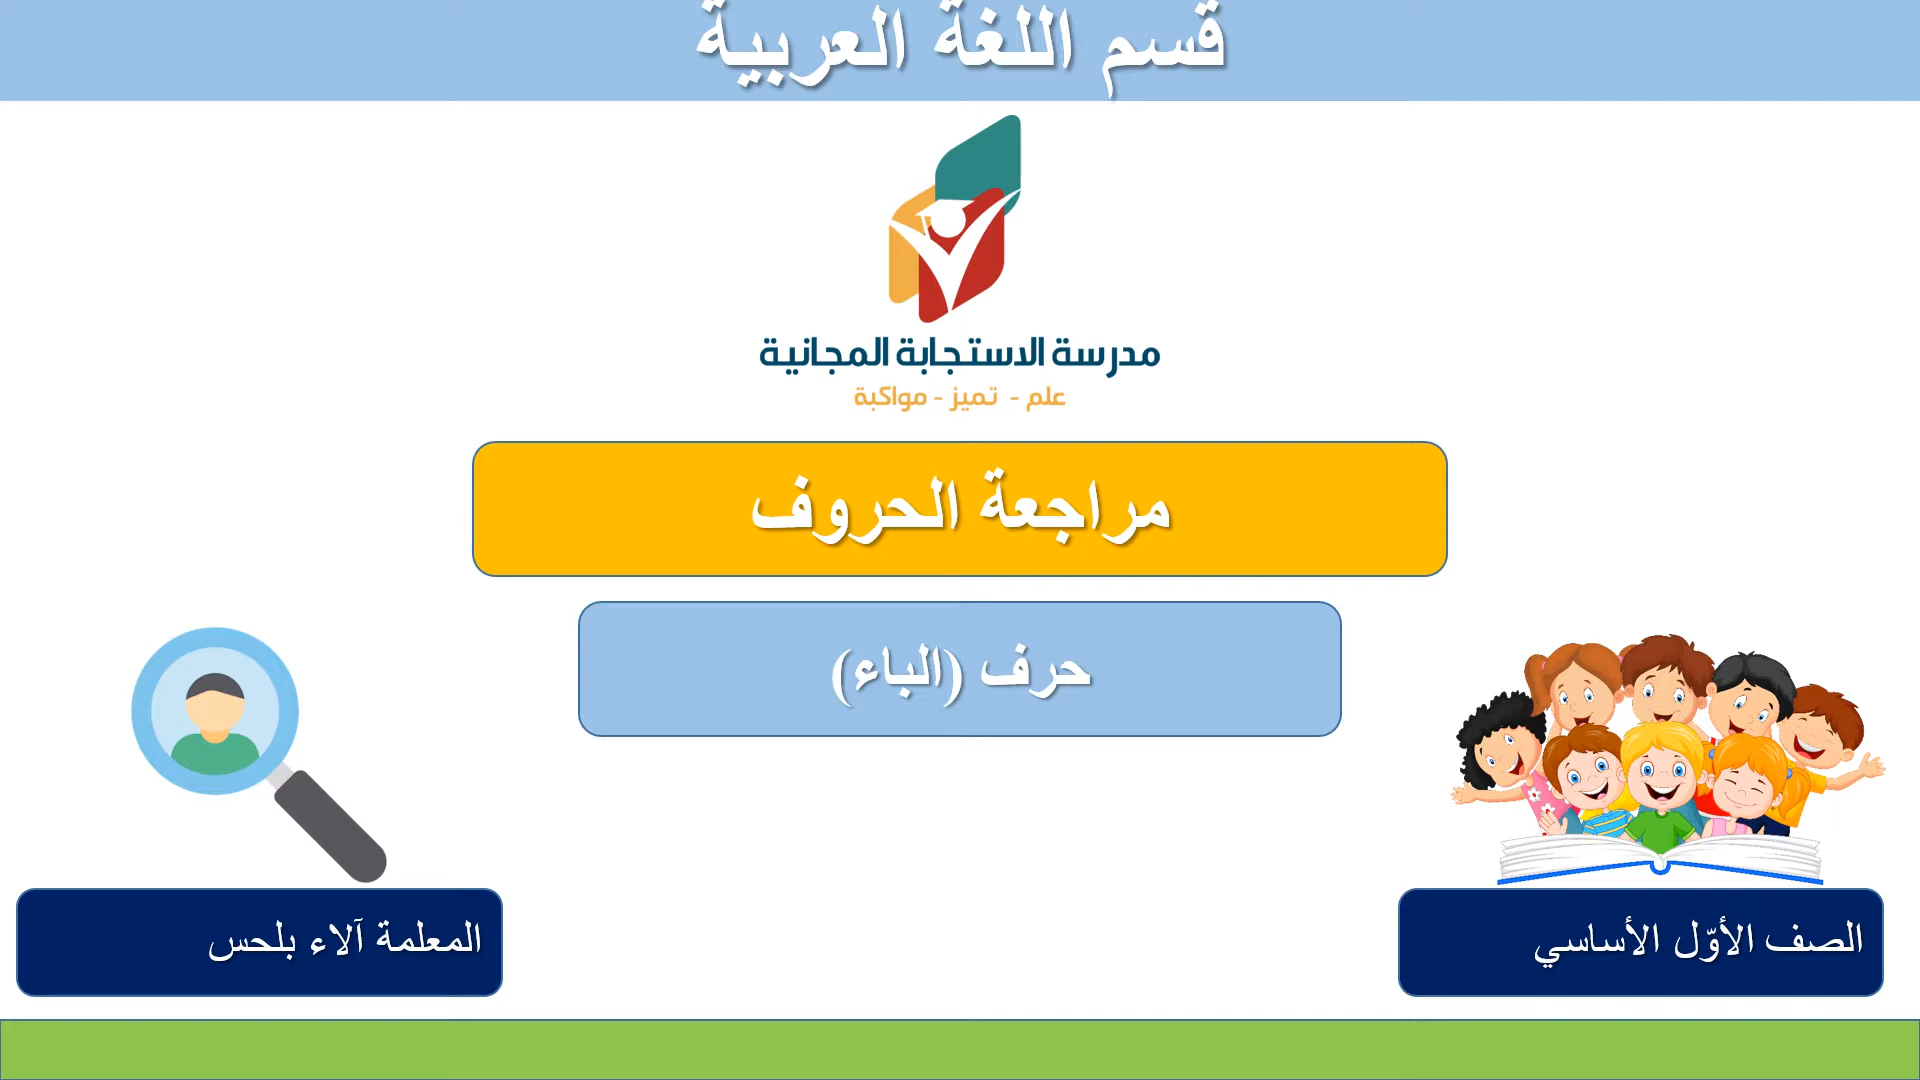 قسم اللغة العربية
مدرسة الاستجابة المجانية
علم - تميز - مواكبة
مراجعة الحروف
حرف (الباء)
الصف الأوّل الأساسي
المعلمة آلاء بلحس